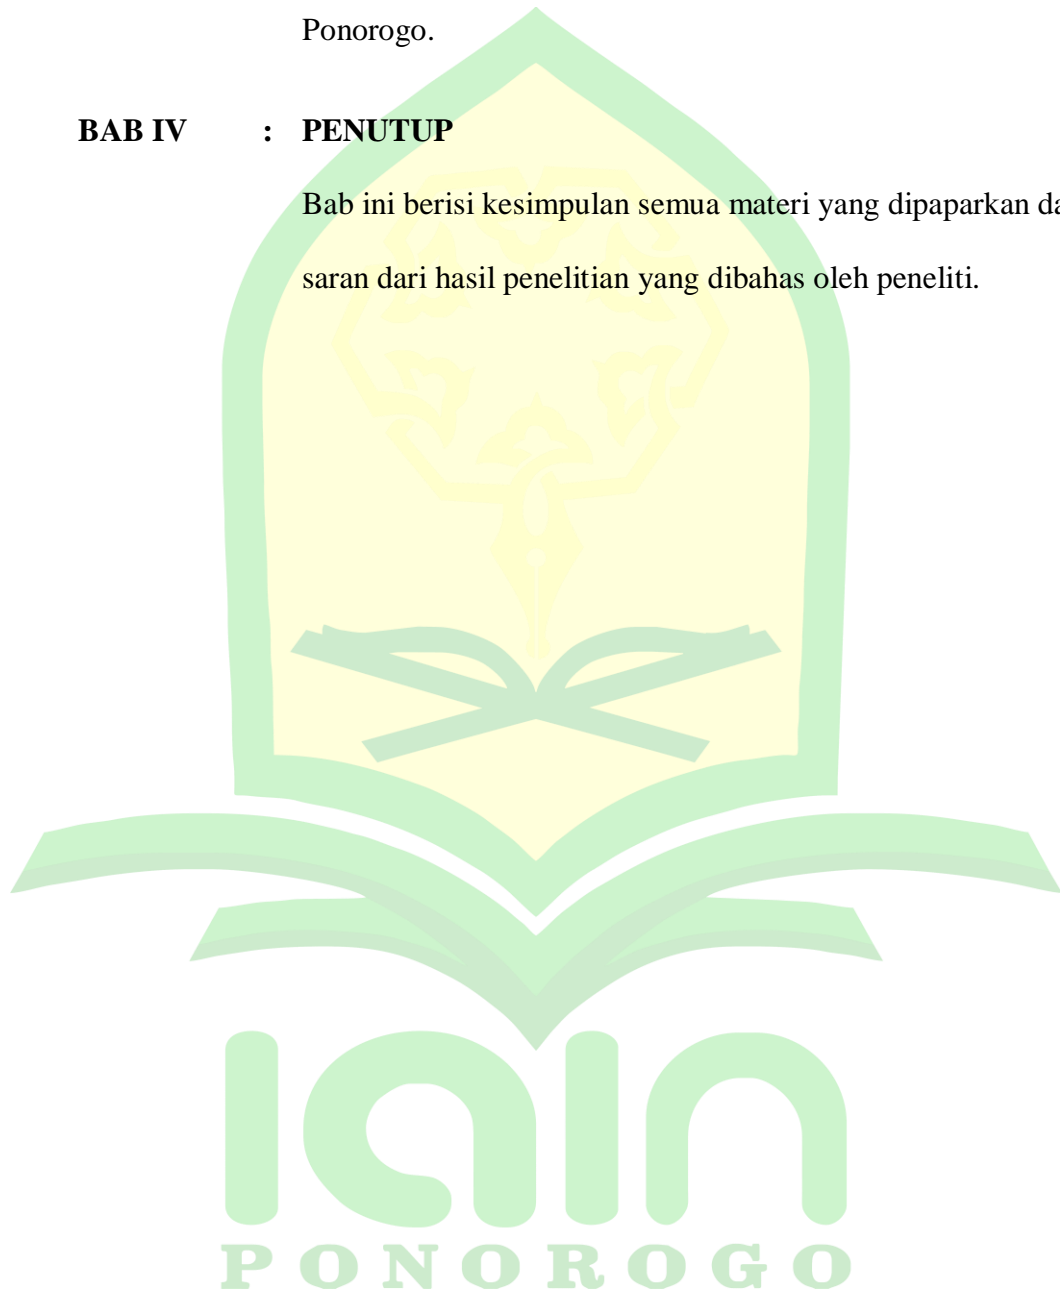 Ponorogo.
BAB IV : PENUTUP
Bab ini berisi kesimpulan semua materi yang dipaparkan da
saran dari hasil penelitian yang dibahas oleh peneliti.
iain
PONOROGO